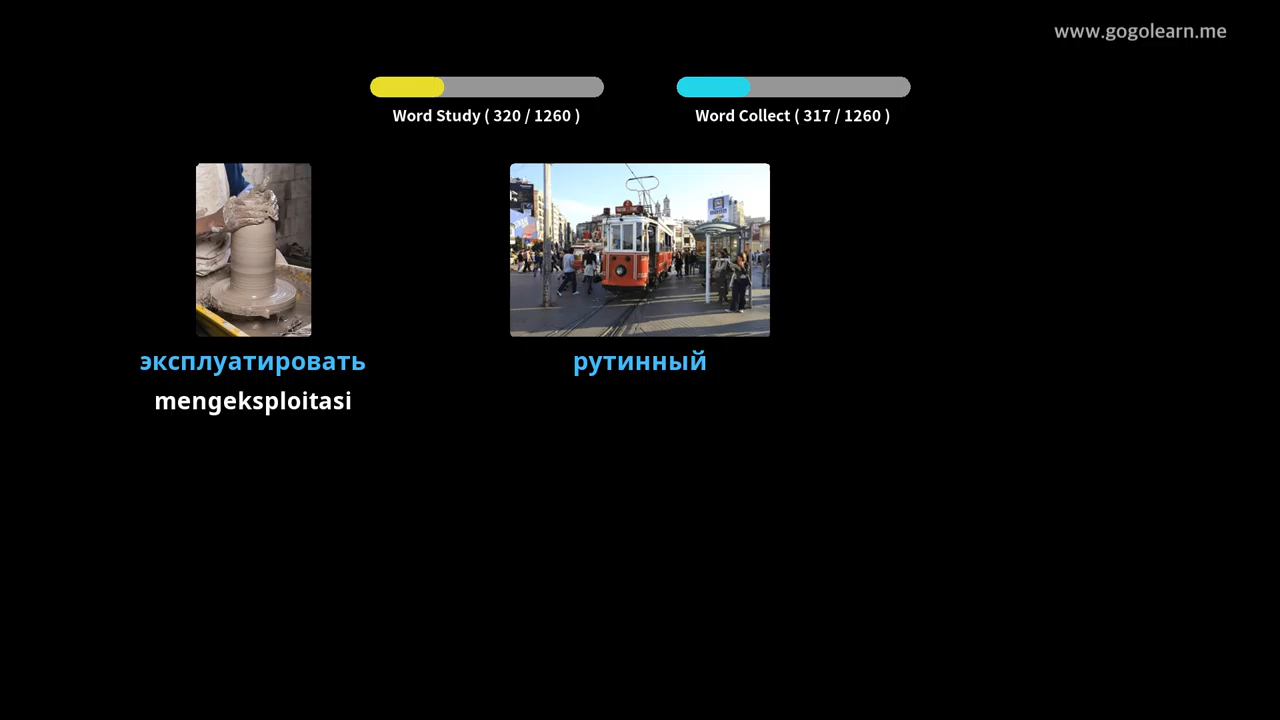 www.gogolearn.me
Word Study ( 320 / 1260 )
Word Collect ( 317 / 1260 )
эксплуатировать
рутинный
mengeksploitasi